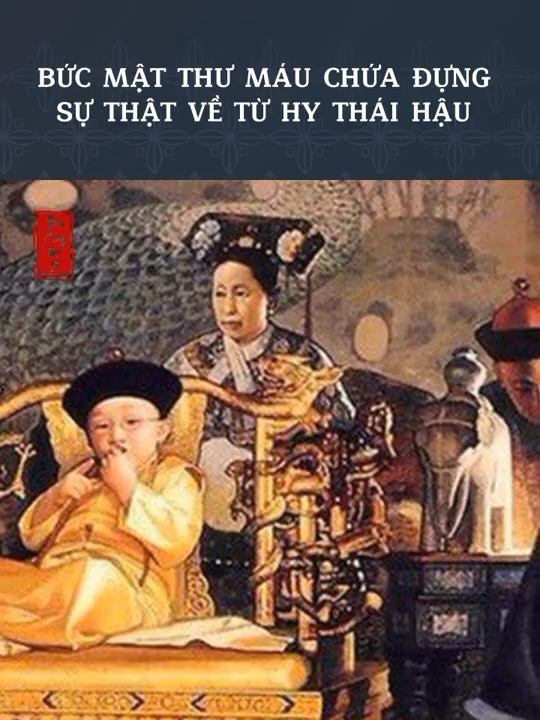 BỨC MẬT THƯ MÁU CHỨA ĐỰNG
SỰ THẬT VỀ TỪ HY THÁI HẬU